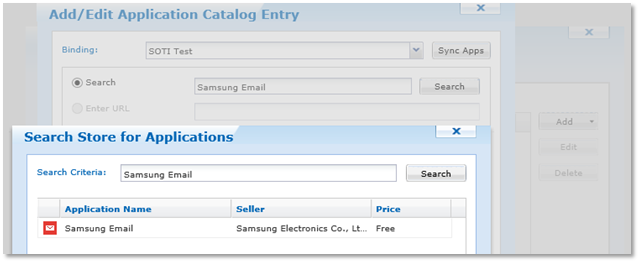 Add/Edit Application Catalog Entry
Binding: SOTI Test Sync Apps
Search Samsung Email Search
Enter URL
Add
Edit
Delete
Search Store for Applications
Search Criteria: Samsung Email Search
Application Name Seller Price
Samsung Email Samsung Electronics Co., Lt... Free